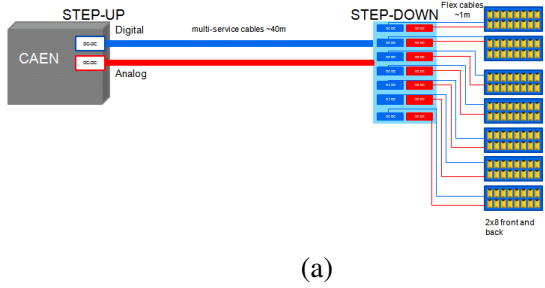 STEP-UP
STEP-DOWN
Flex cables
~1m
Digital
multi-service cables ~40m
CAEN
DC-DC
DC-DC
Analog
2x8 front and
back
(a)